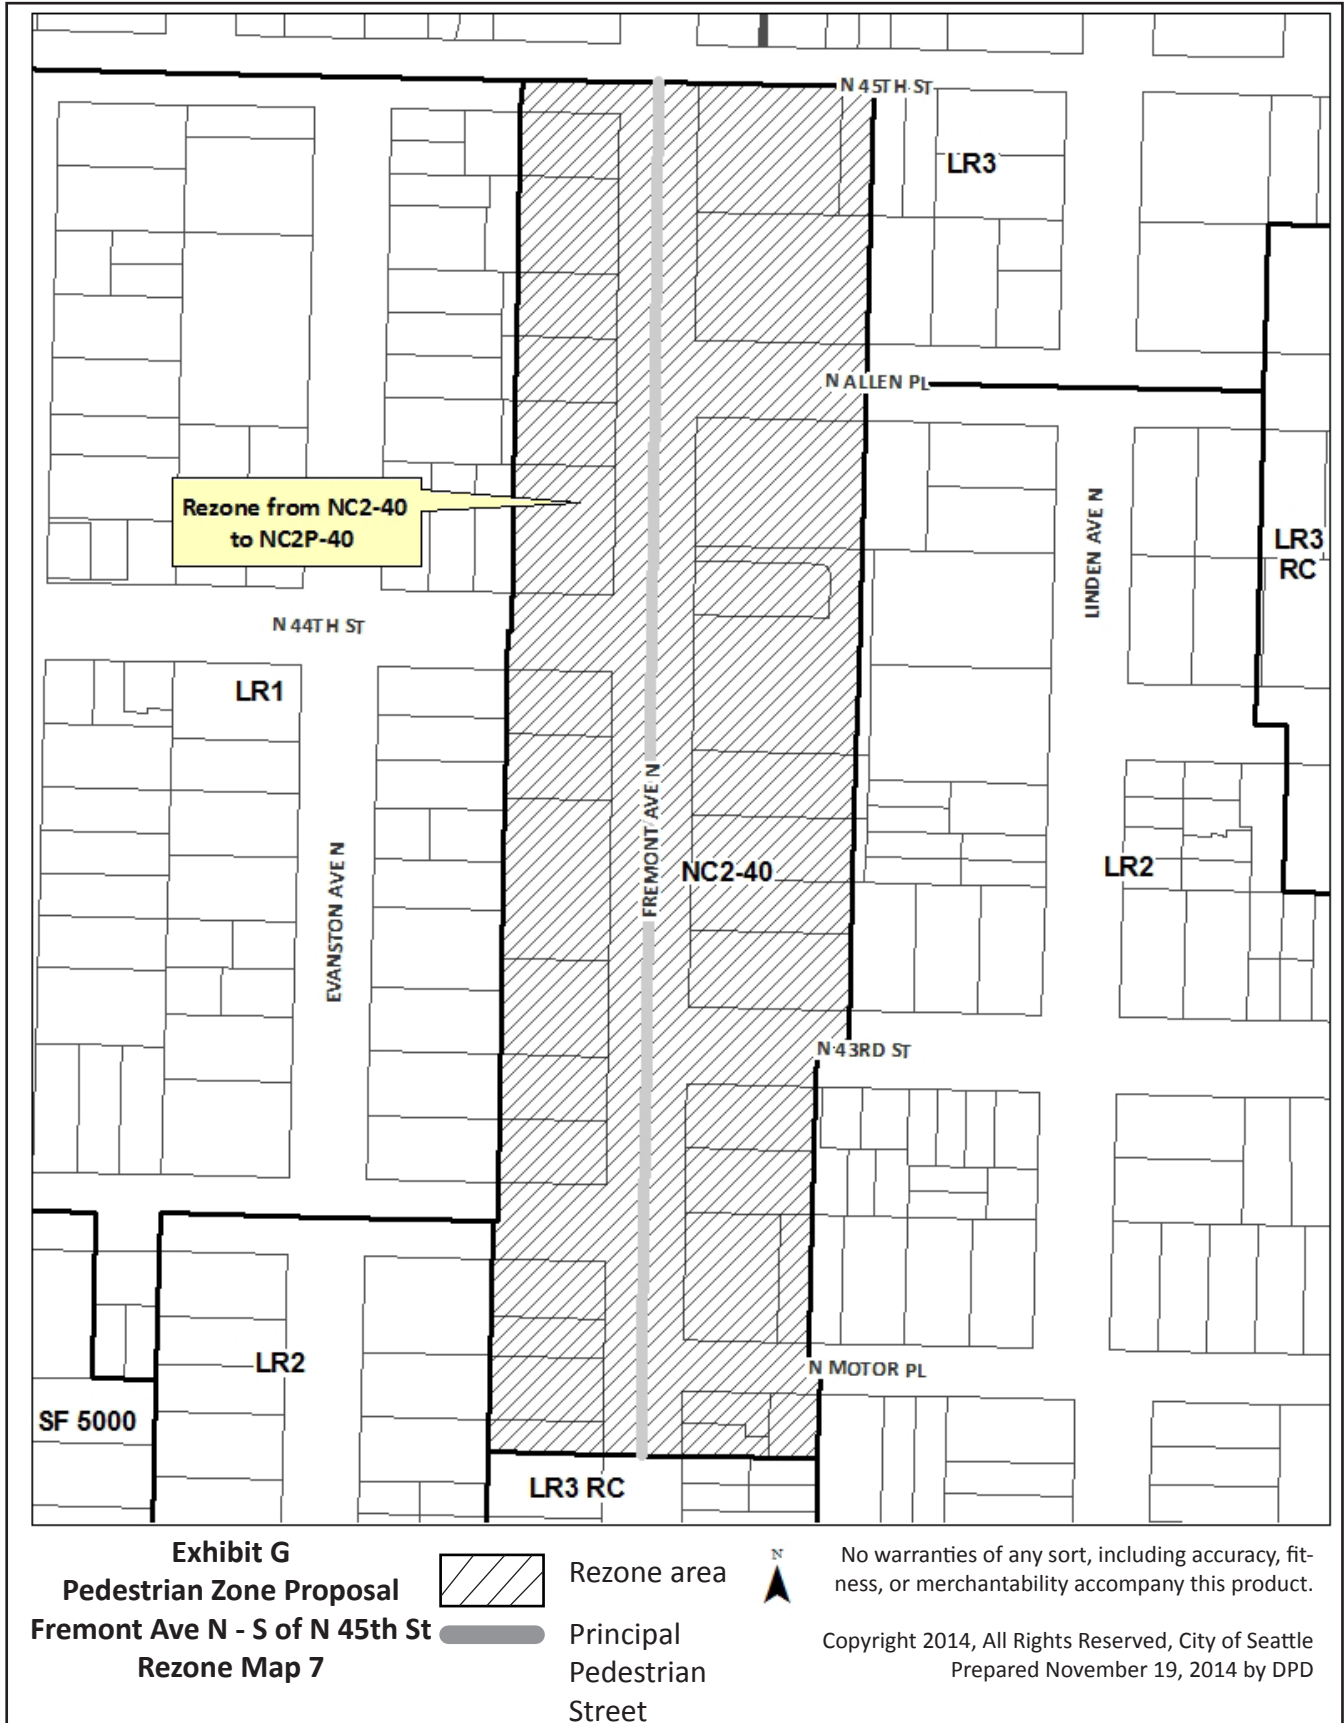 N 45TH ST
LR3
N ALLEN PL
Rezone from NC2-40
to NC2P-40
LINDEN AVE N
LR3
RC
N 44TH ST
LR1
FREMONT AVE N
NC2-40
LR2
EVANSTON AVE N
N 43RD ST
LR2
N MOTOR PL
SF 5000
LR3 RC
Exhibit G
Pedestrian Zone Proposal
Fremont Ave N - S of N 45th St
Rezone Map 7
Rezone area
Principal
Pedestrian
Street
N
No warranties of any sort, including accuracy, fit-
ness, or merchantability accompany this product.
Copyright 2014, All Rights Reserved, City of Seattle
Prepared November 19, 2014 by DPD